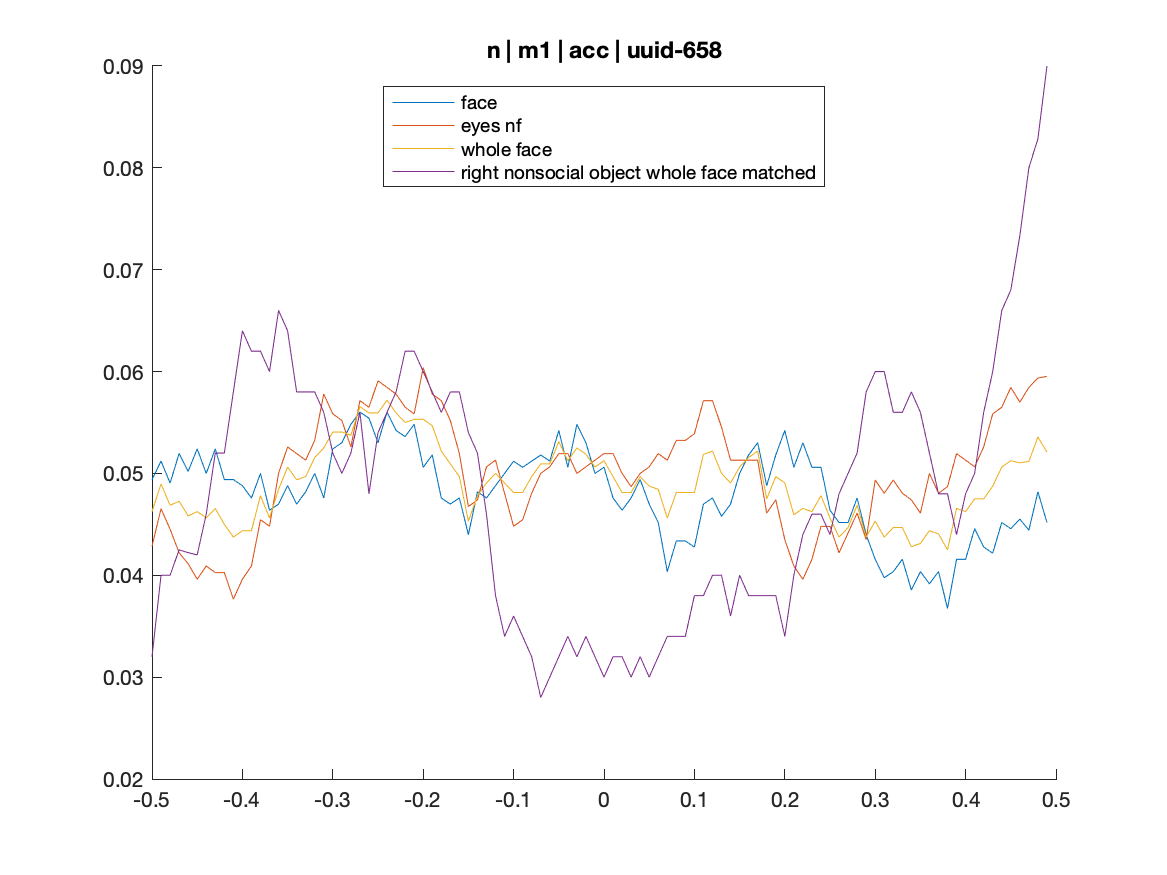 n | m1 | acc | uuid-658
0.09
face
eyes nf
whole face
right nonsocial object whole face matched
0.08
0.07
0.06
0.05
0.04
0.03
0.02
-0.5 -0.4 -0.3 -0.2 -0.1 0 0.1 0.2 0.3 0.4 0.5